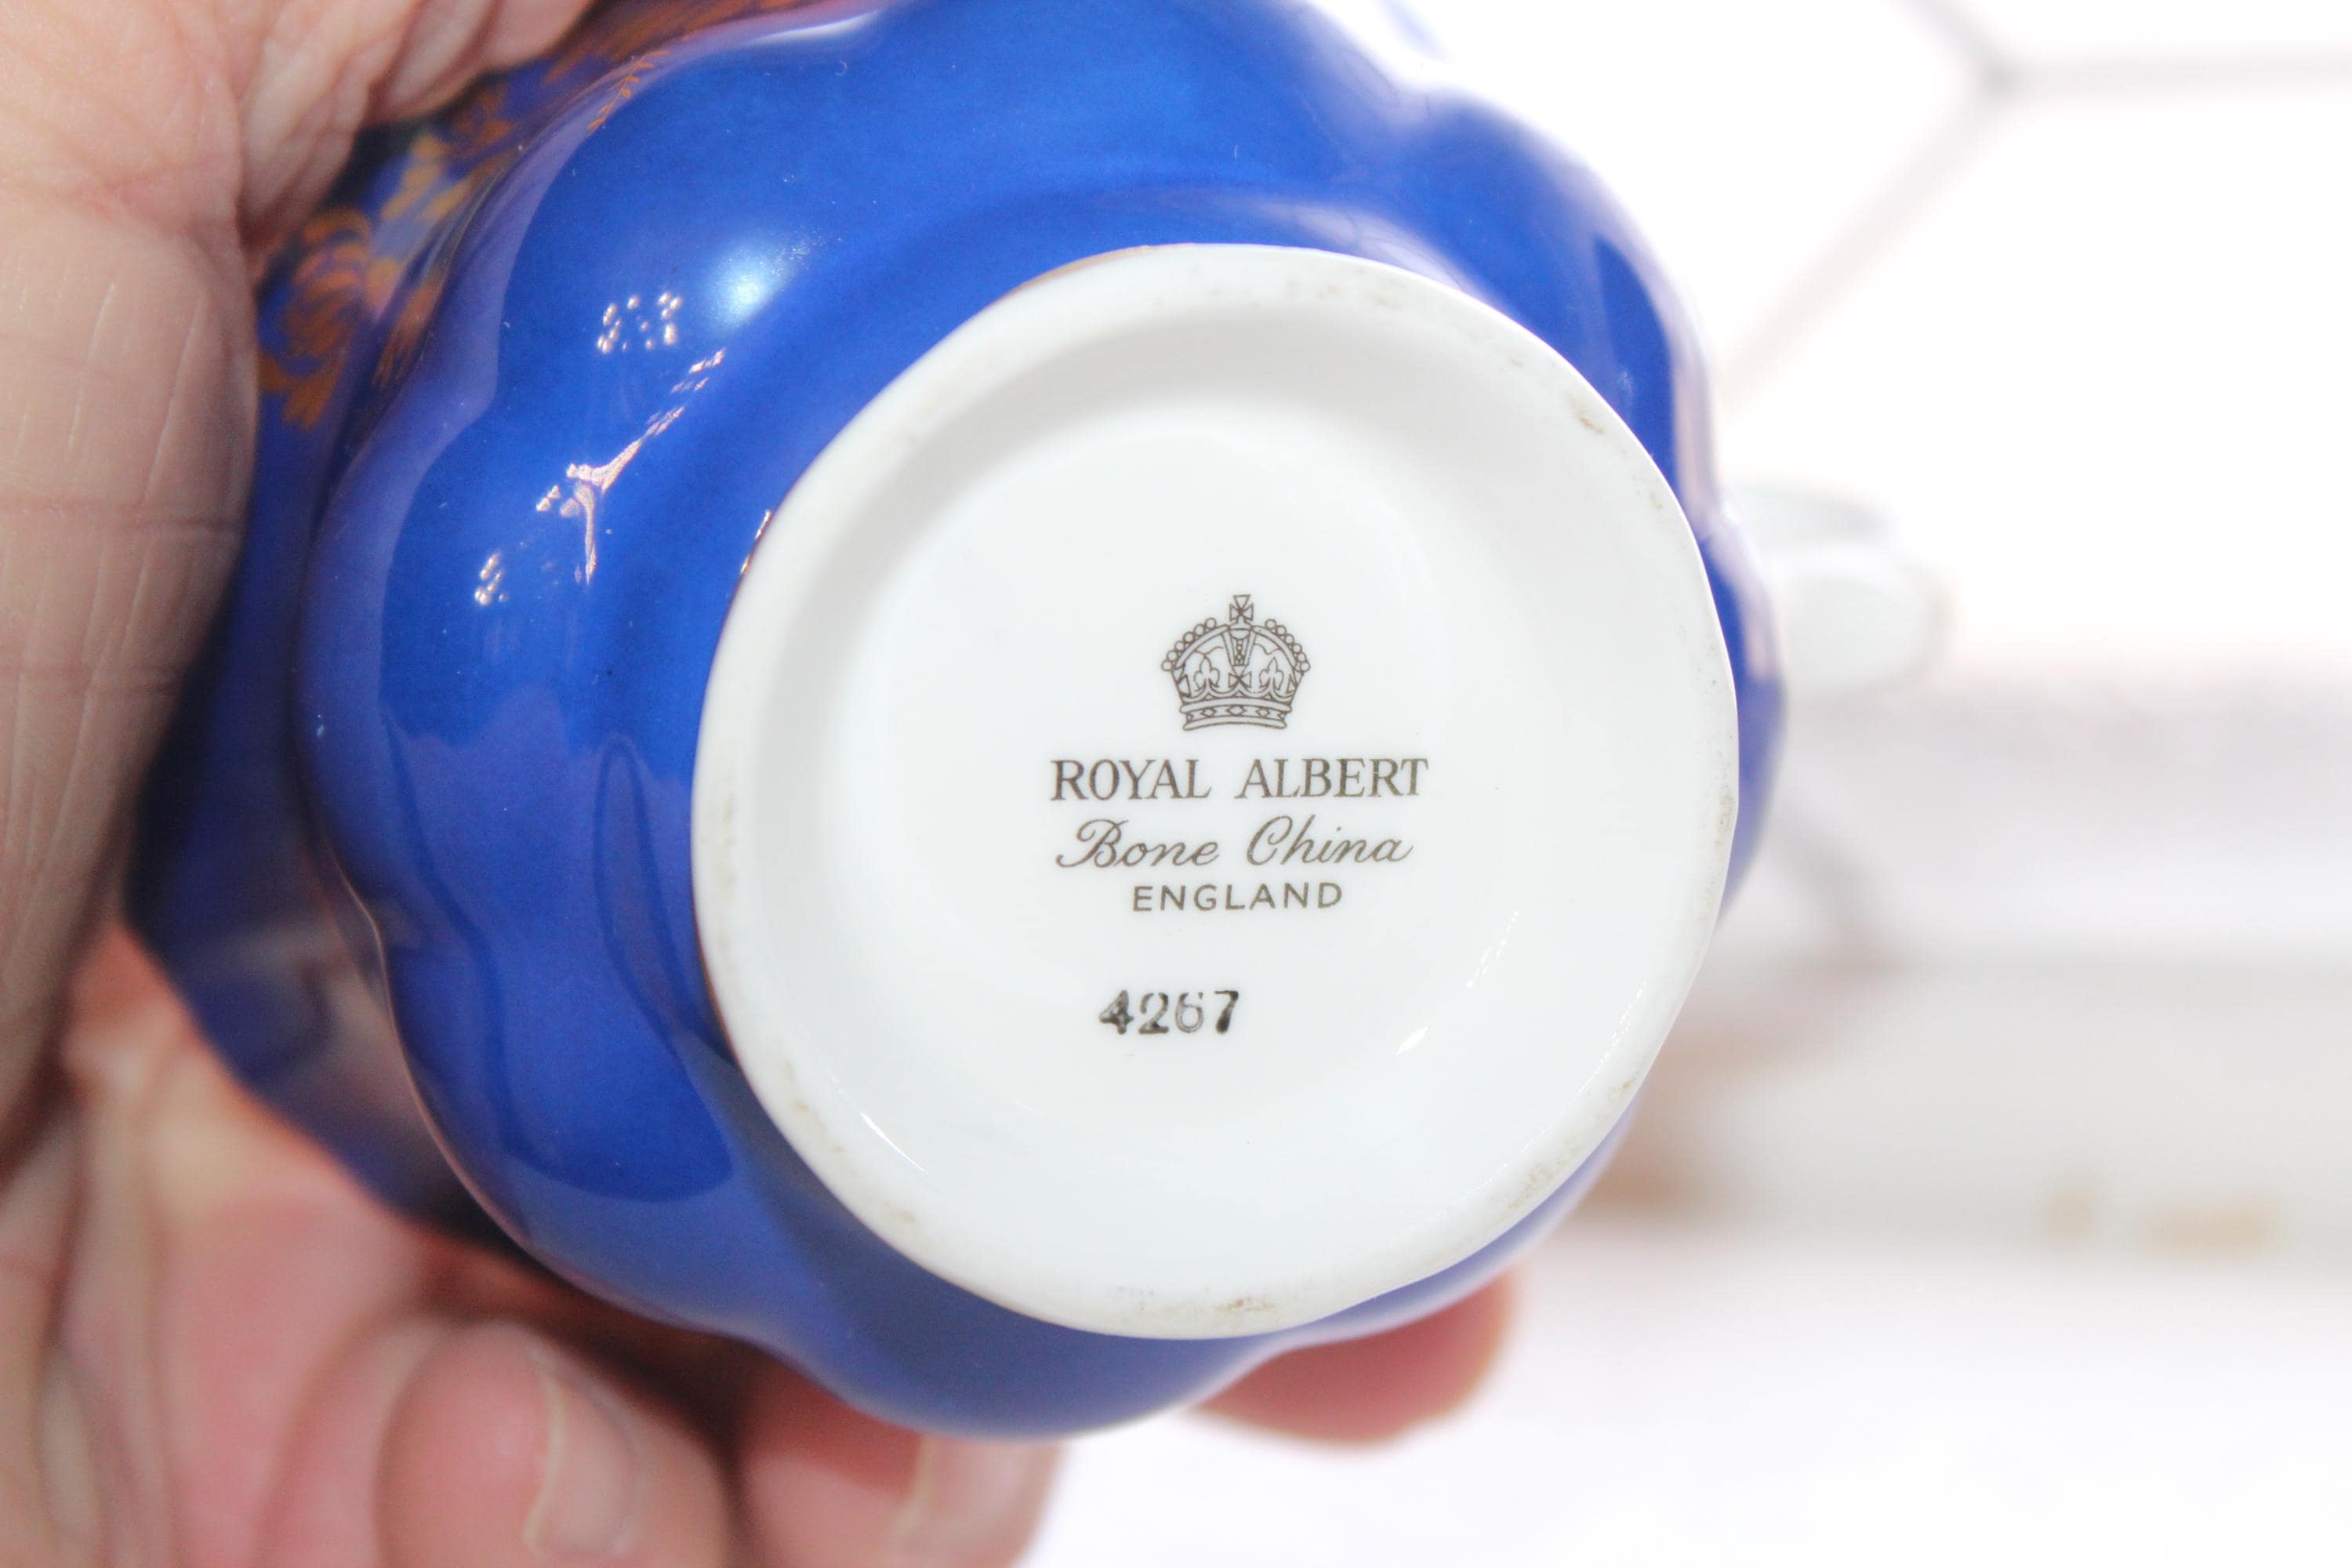 ROYAL ALBERT
Bone China
ENGLAND
4267